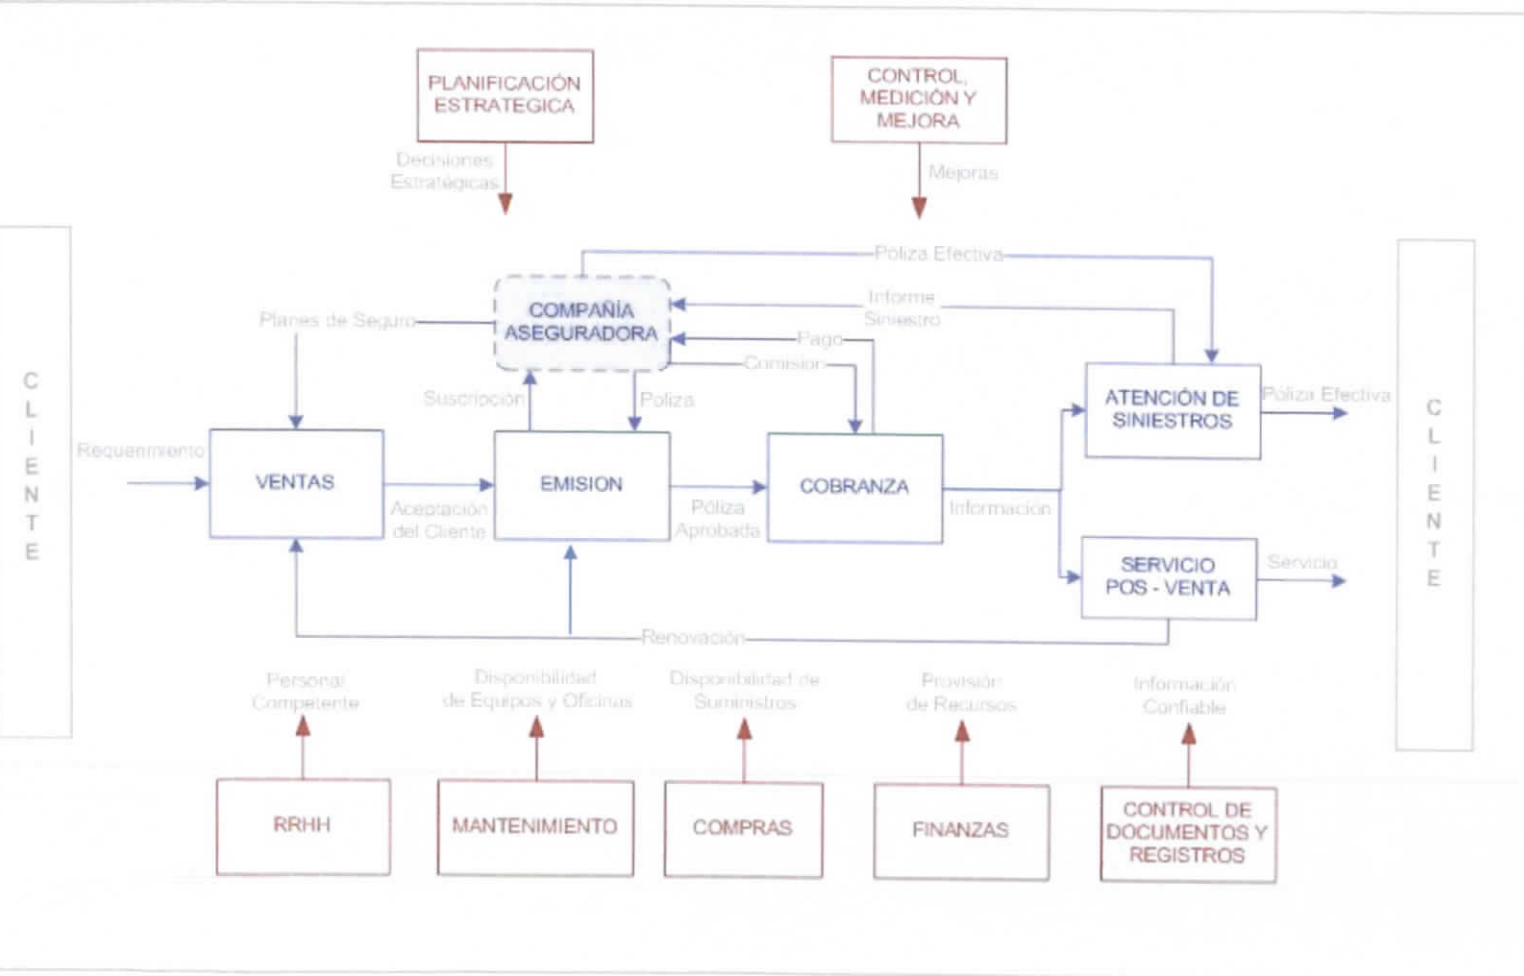 PLANIFICACIÓN
ESTRATEGICA
CONTROL,
MEDICIÓN Y
MEJORA
Decisiones
Estratégicas
Mejoras
Póliza Efectiva
COMPAÑÍA
ASEGURADORA
Informe
Siniestro
Planes de Seguro
Pago
Comision
Suscripción
Poliza
CLIENTE
Requerimiento
VENTAS
Aceptación
del Cliente
EMISION
Póliza
Aprobada
COBRANZA
Información
ATENCIÓN DE
SINIESTROS
Póliza Efectiva
SERVICIO
POS - VENTA
Servicio
CLIENTE
Renovación
Personal
Competente
Disponibilidad
de Equipos y Oficinas
Disponibilidad de
Suministros
Provisión
de Recursos
Información
Confiable
RRHH
MANTENIMIENTO
COMPRAS
FINANZAS
CONTROL DE
DOCUMENTOS Y
REGISTROS